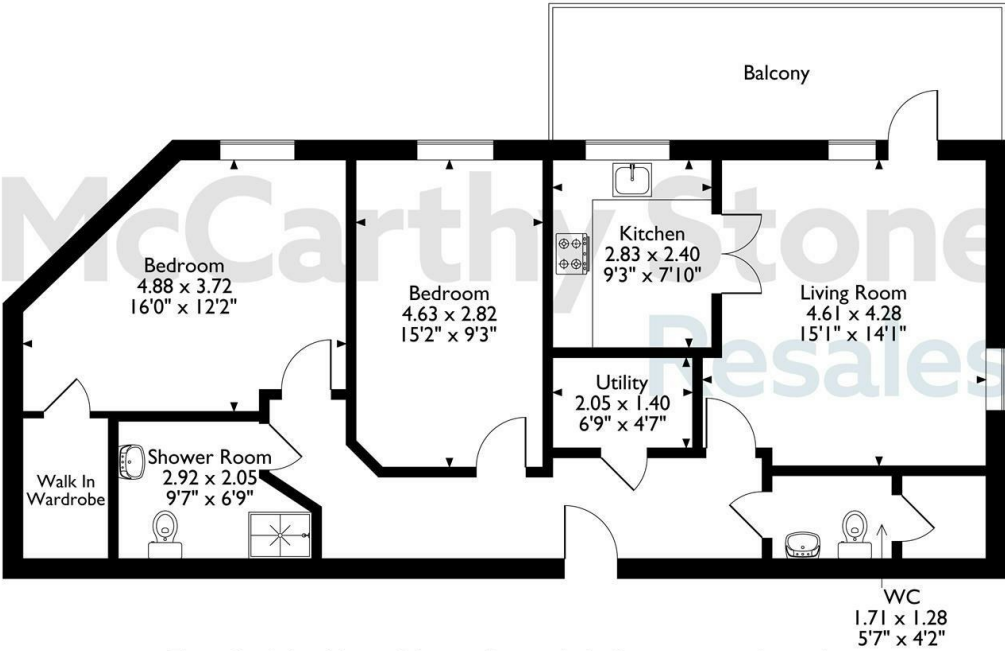 Balcony
McCarthy Stone
Resales
Bedroom
4.88 x 3.72
16'0" x 12'2"
Bedroom
4.63 x 2.82
15'2" x 9'3"
Kitchen
2.83 x 2.40
9'3" x 7'10"
Living Room
4.61 x 4.28
15'1" x 14'1"
Utility
2.05 x 1.40
6'9" x 4'7"
Walk In
Wardrobe
Shower Room
2.92 x 2.05
9'7" x 6'9"
WC
1.71 x 1.28
5'7" x 4'2"